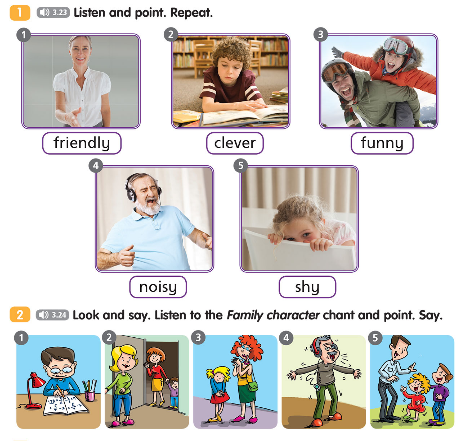 1 3.23 Listen and point. Repeat.
1 2 3
friendly clever funny
4 5
noisy shy
2 3.24 Look and say. Listen to the Family character chant and point. Say.
1 2 3 4 5